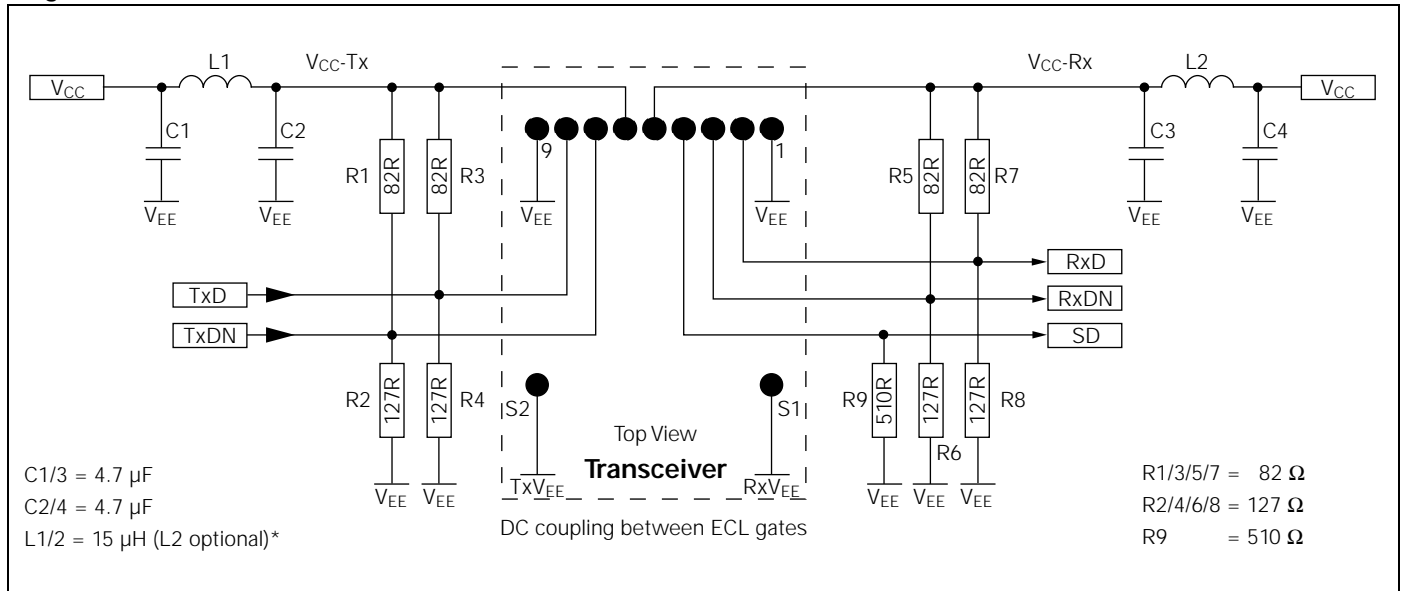 L1
VCC-Tx
VCC-Rx
L2
VCC
VCC
C1
C2
C3
C4
9
1
R1
82R
82R
R3
R5
82R
82R
R7
VEE
VEE
VEE
VEE
VEE
VEE
RxD
TxD
RxDN
TxDN
SD
R2
127R
127R
R4
S2
S1
R9
510R
127R
127R
R8
R6
Top View
Transceiver
TxVEE
RxVEE
VEE
VEE
VEE
VEE
VEE
DC coupling between ECL gates
C1/3 = 4.7 µF
C2/4 = 4.7 µF
L1/2 = 15 µH (L2 optional)*
R1/3/5/7 = 82 Ω
R2/4/6/8 = 127 Ω
R9 = 510 Ω